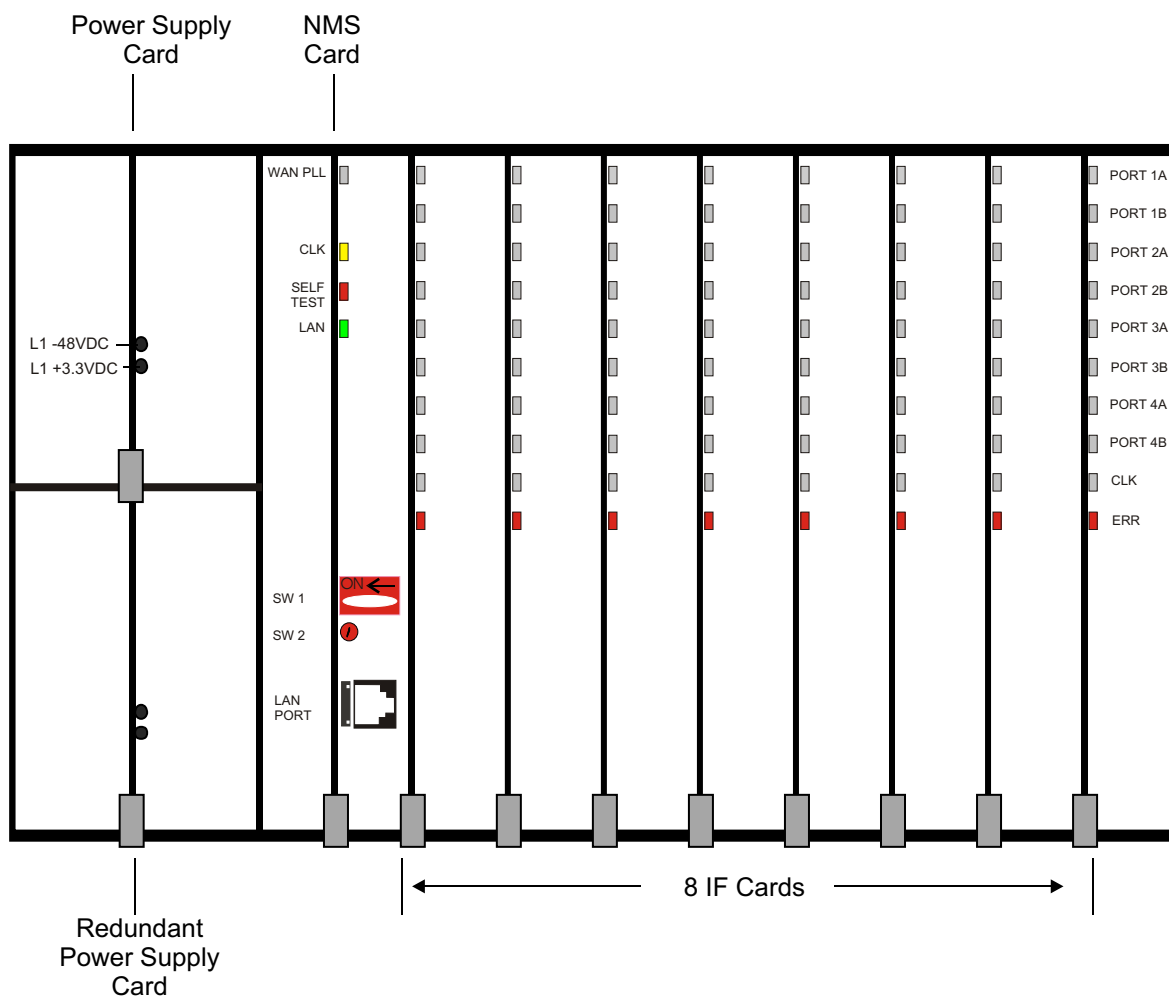 Power Supply
Card
NMS
Card
WAN PLL
CLK
SELF
TEST
LAN
L1 -48VDC
L1 +3.3VDC
PORT 1A
PORT 1B
PORT 2A
PORT 2B
PORT 3A
PORT 3B
PORT 4A
PORT 4B
CLK
ERR
ON
SW 1
SW 2
LAN
PORT
8 IF Cards
Redundant
Power Supply
Card